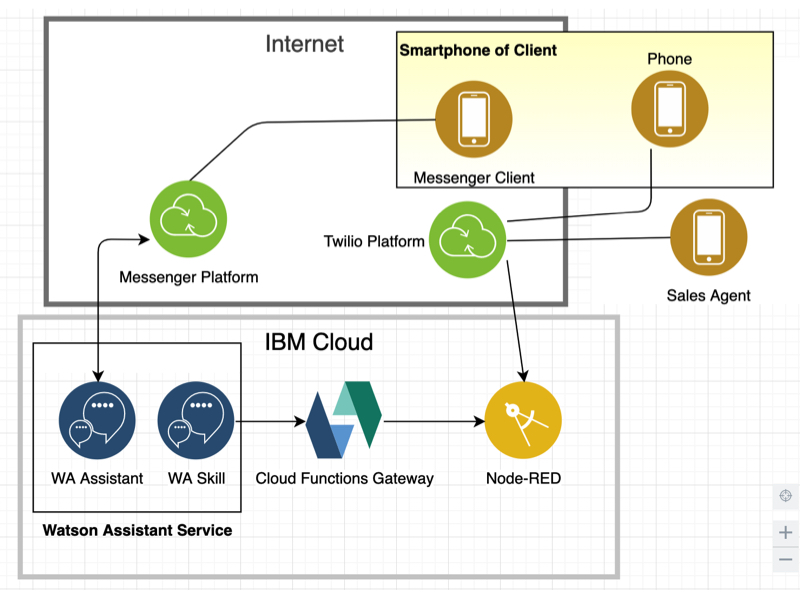 Internet
Smartphone of Client
Phone
Messenger Client
Twilio Platform
Messenger Platform
Sales Agent
IBM Cloud
WA Assistant
WA Skill
Cloud Functions Gateway
Node-RED
Watson Assistant Service